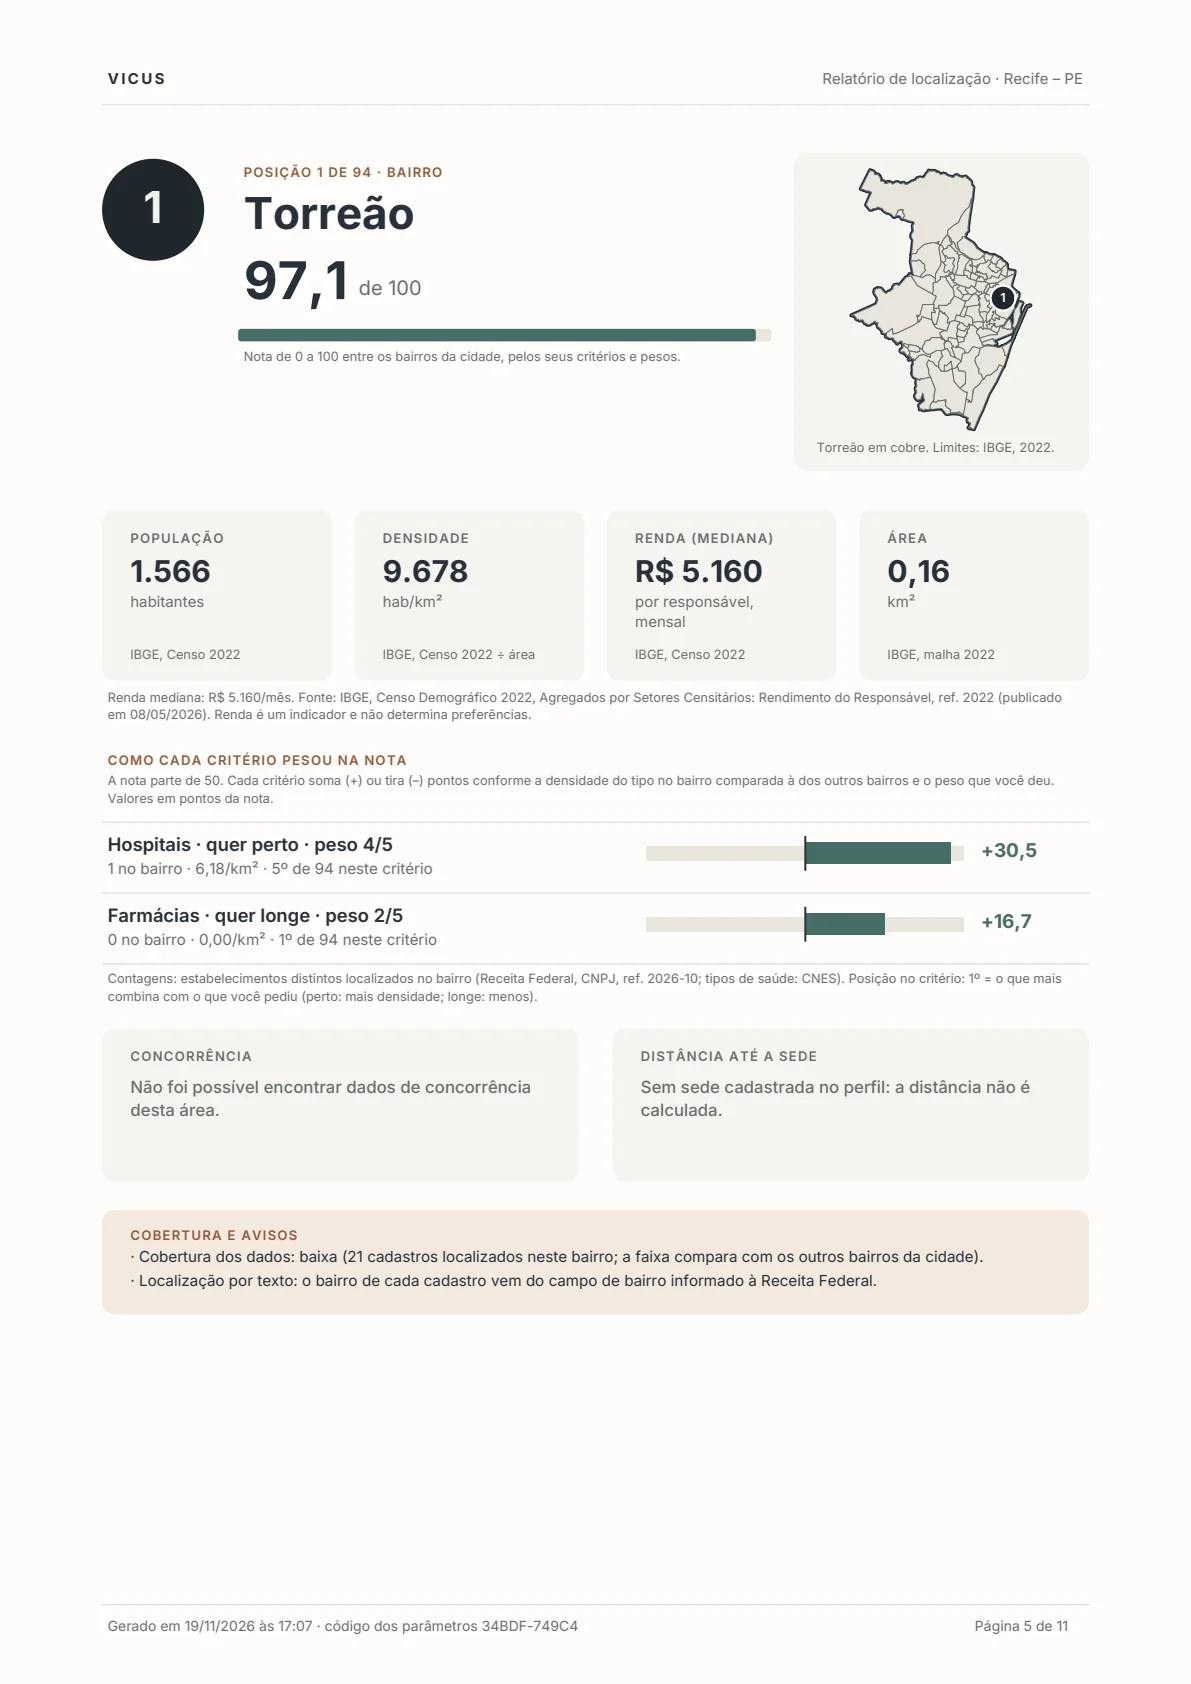 VICUS
Relatório de localização · Recife – PE
1
POSIÇÃO 1 DE 94 · BAIRRO
Torreão
97,1 de 100
Nota de 0 a 100 entre os bairros da cidade, pelos seus critérios e pesos.
1
Torreão em cobre. Limites: IBGE, 2022.
POPULAÇÃO
1.566
habitantes
IBGE, Censo 2022
DENSIDADE
9.678
hab/km²
IBGE, Censo 2022 ÷ área
RENDA (MEDIANA)
R$ 5.160
por responsável,
mensal
IBGE, Censo 2022
ÁREA
0,16
km²
IBGE, malha 2022
Renda mediana: R$ 5.160/mês. Fonte: IBGE, Censo Demográfico 2022, Agregados por Setores Censitários: Rendimento do Responsável, ref. 2022 (publicado
em 08/05/2026). Renda é um indicador e não determina preferências.
COMO CADA CRITÉRIO PESOU NA NOTA
A nota parte de 50. Cada critério soma (+) ou tira (–) pontos conforme a densidade do tipo no bairro comparada à dos outros bairros e o peso que você deu.
Valores em pontos da nota.
Hospitais · quer perto · peso 4/5
1 no bairro · 6,18/km² · 5º de 94 neste critério
+30,5
Farmácias · quer longe · peso 2/5
0 no bairro · 0,00/km² · 1º de 94 neste critério
+16,7
Contagens: estabelecimentos distintos localizados no bairro (Receita Federal, CNPJ, ref. 2026-10; tipos de saúde: CNES). Posição no critério: 1º = o que mais
combina com o que você pediu (perto: mais densidade; longe: menos).
CONCORRÊNCIA
Não foi possível encontrar dados de concorrência
desta área.
DISTÂNCIA ATÉ A SEDE
Sem sede cadastrada no perfil: a distância não é
calculada.
COBERTURA E AVISOS
· Cobertura dos dados: baixa (21 cadastros localizados neste bairro; a faixa compara com os outros bairros da cidade).
· Localização por texto: o bairro de cada cadastro vem do campo de bairro informado à Receita Federal.
Gerado em 19/11/2026 às 17:07 · código dos parâmetros 34BDF-749C4
Página 5 de 11